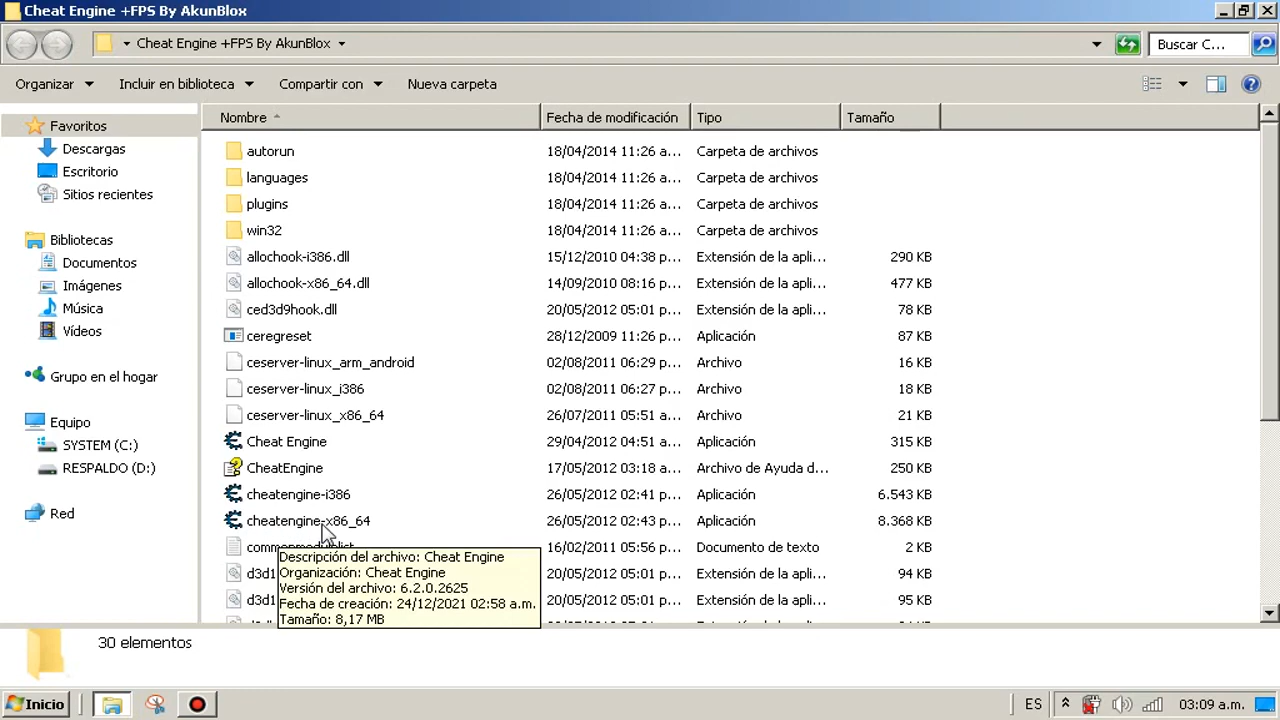 Cheat Engine +FPS By AkunBlox
Cheat Engine +FPS By AkunBlox
Buscar C...
Organizar
Incluir en biblioteca
Compartir con
Nueva carpeta
Nombre
Fecha de modificación
Tipo
Tamaño
Favoritos
Descargas
Escritorio
Sitios recientes
Bibliotecas
Documentos
Imágenes
Música
Vídeos
Grupo en el hogar
Equipo
SYSTEM (C:)
RESPALDO (D:)
Red
autorun 18/04/2014 11:26 a... Carpeta de archivos
languages 18/04/2014 11:26 a... Carpeta de archivos
plugins 18/04/2014 11:26 a... Carpeta de archivos
win32 18/04/2014 11:26 a... Carpeta de archivos
allochook-i386.dll 15/12/2010 04:38 p... Extensión de la apli... 290 KB
allochook-x86_64.dll 14/09/2010 08:16 p... Extensión de la apli... 477 KB
ced3d9hook.dll 20/05/2012 05:01 p... Extensión de la apli... 78 KB
ceregreset 28/12/2009 11:26 p... Aplicación 87 KB
ceserver-linux_arm_android 02/08/2011 06:29 p... Archivo 16 KB
ceserver-linux_i386 02/08/2011 06:27 p... Archivo 18 KB
ceserver-linux_x86_64 26/07/2011 05:51 a... Archivo 21 KB
Cheat Engine 29/04/2012 04:51 a... Aplicación 315 KB
CheatEngine 17/05/2012 03:18 a... Archivo de Ayuda d... 250 KB
cheatengine-i386 26/05/2012 02:41 p... Aplicación 6.543 KB
cheatengine-x86_64 26/05/2012 02:43 p... Aplicación 8.368 KB
16/02/2011 05:56 p... Documento de texto 2 KB
d3d1 20/05/2012 05:01 p... Extensión de la apli... 94 KB
d3d1 20/05/2012 05:01 p... Extensión de la apli... 95 KB
Descripción del archivo: Cheat Engine
Organización: Cheat Engine
Versión del archivo: 6.2.0.2625
Fecha de creación: 24/12/2021 02:58 a.m.
Tamaño: 8,17 MB
30 elementos
Inicio
ES
03:09 a.m.